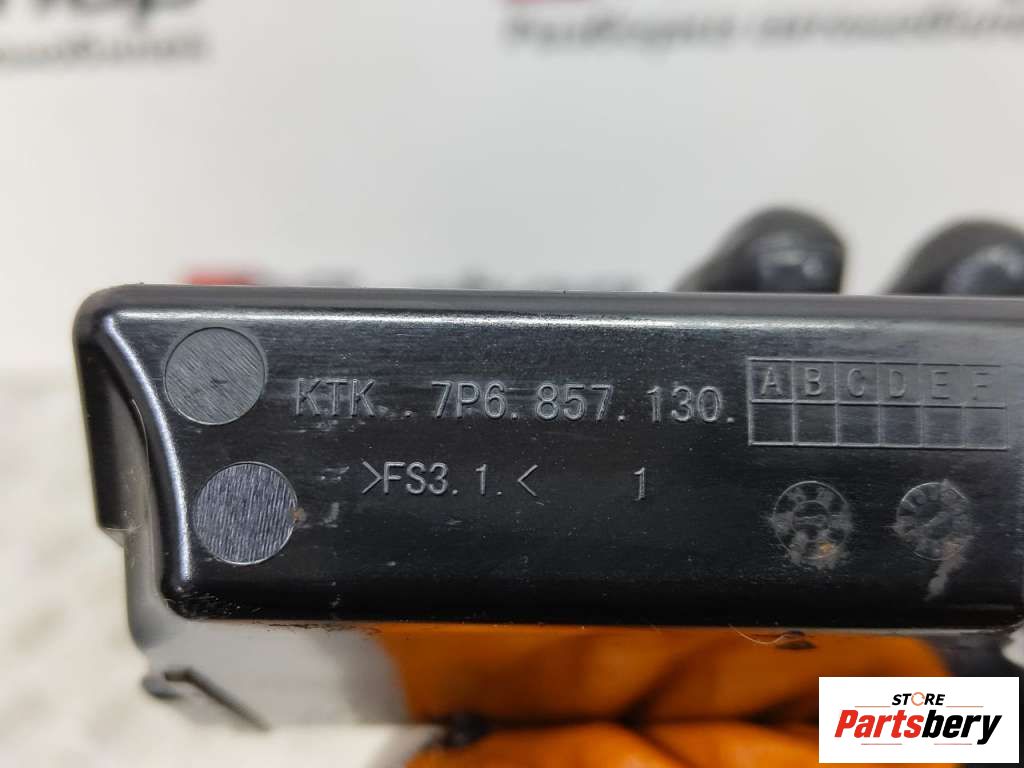 KTK..7P6.857.130.
A B C D E F
>FS3.1.< 1
STORE
Partsbery